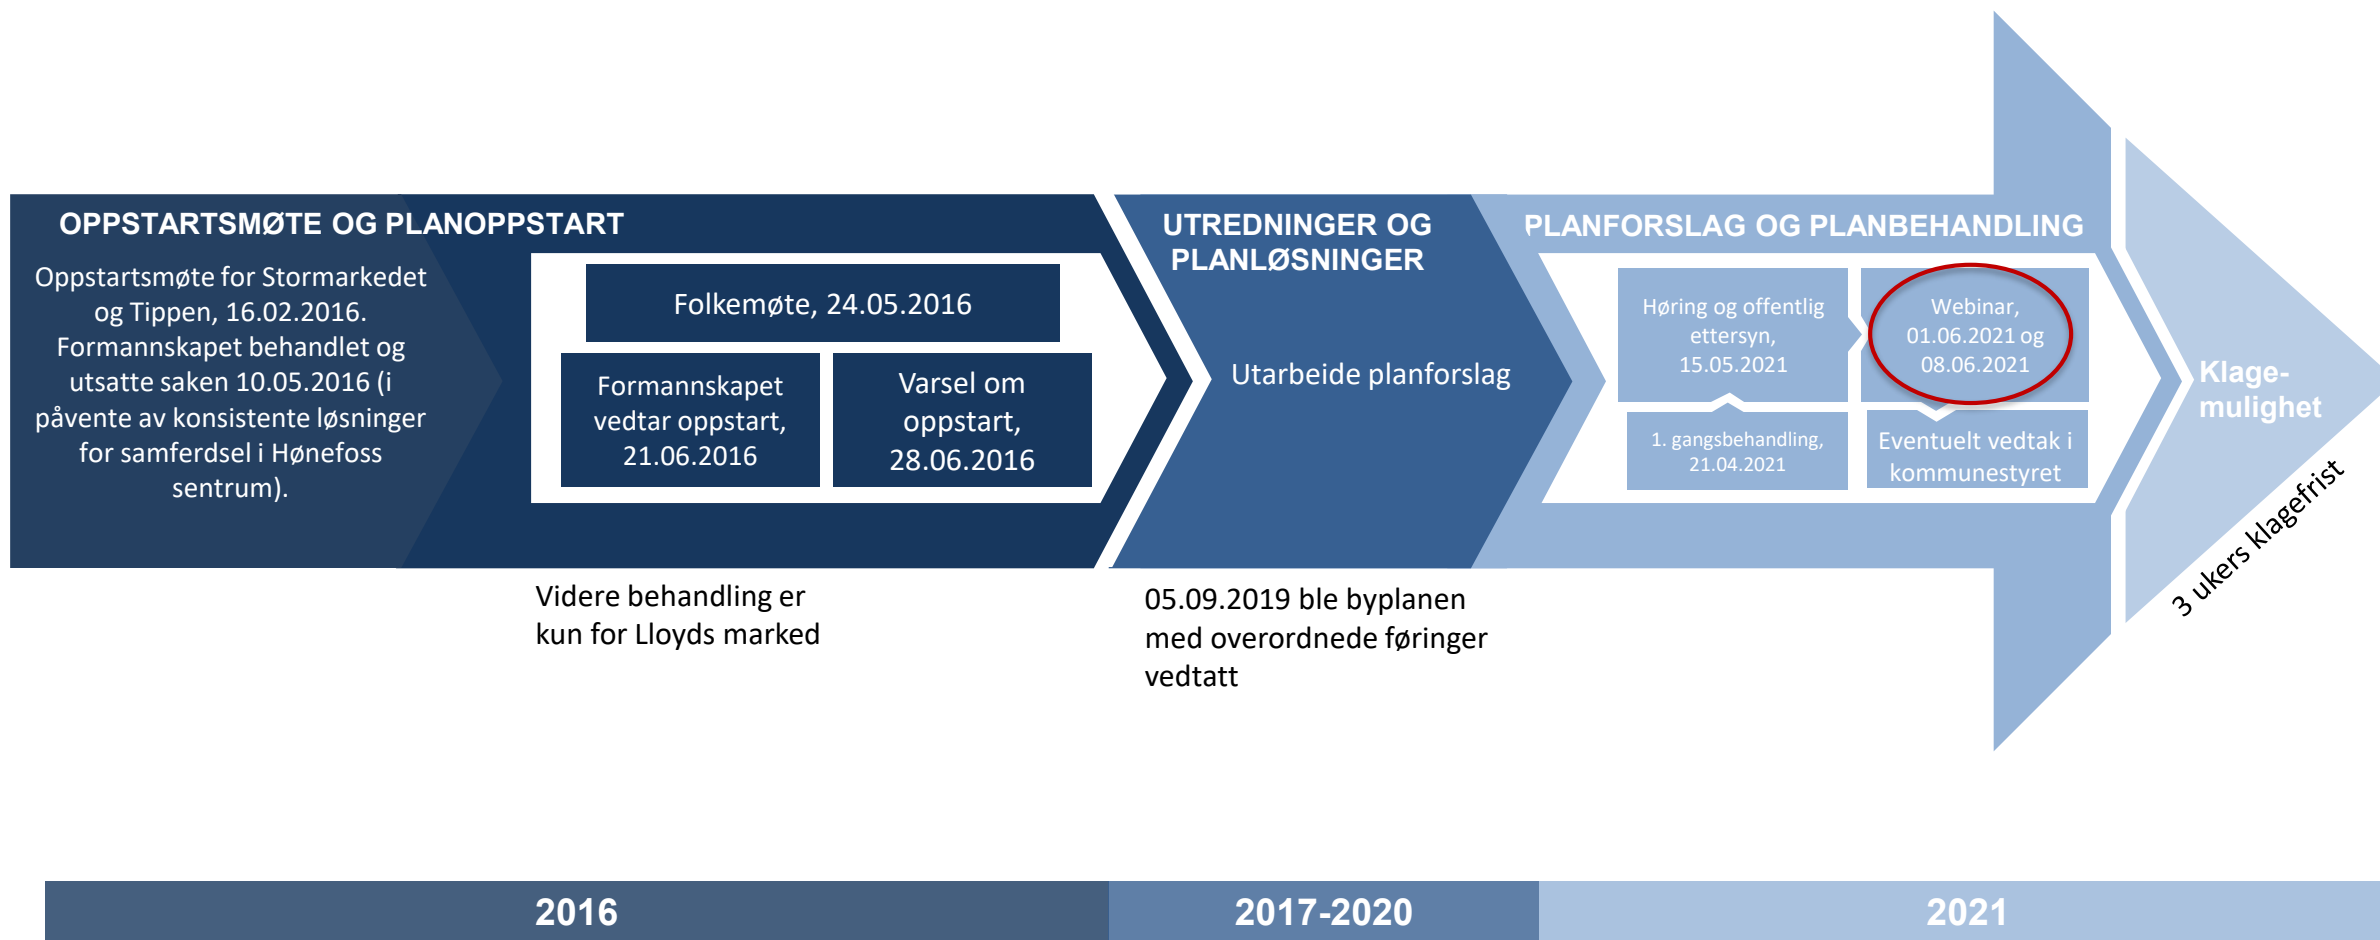 OPPSTARTSMØTE OG PLANOPPSTART
Oppstartsmøte for Stormarkedet
og Tippen, 16.02.2016.
Formannskapet behandlet og
utsatte saken 10.05.2016 (i
påvente av konsistente løsninger
for samferdsel i Hønefoss
sentrum).
Folkemøte, 24.05.2016
Formannskapet
vedtar oppstart,
21.06.2016
Varsel om
oppstart,
28.06.2016
Videre behandling er
kun for Lloyds marked
UTREDNINGER OG
PLANLØSNINGER
Utarbeide planforslag
05.09.2019 ble byplanen
med overordnede føringer
vedtatt
PLANFORSLAG OG PLANBEHANDLING
Høring og offentlig
ettersyn,
15.05.2021
Webinar,
01.06.2021 og
08.06.2021
1. gangsbehandling,
21.04.2021
Eventuelt vedtak i
kommunestyret
Klage-
mulighet
3 ukers klagefrist
2016
2017-2020
2021